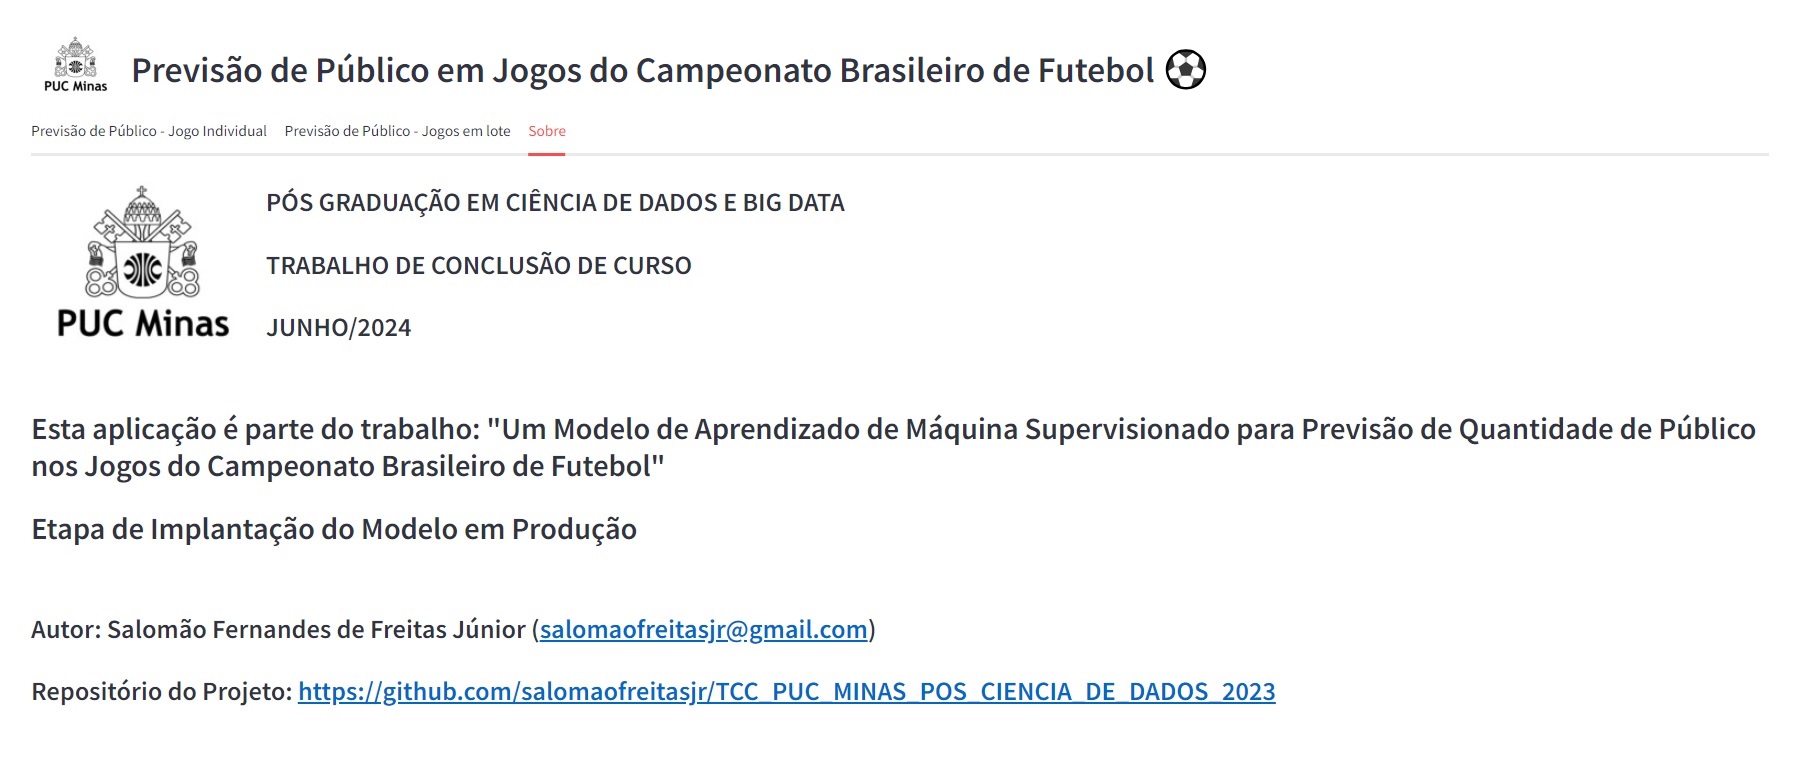 PUC Minas
Previsão de Público em Jogos do Campeonato Brasileiro de Futebol
Previsão de Público - Jogo Individual Previsão de Público - Jogos em lote Sobre
PUC Minas
PÓS GRADUAÇÃO EM CIÊNCIA DE DADOS E BIG DATA
TRABALHO DE CONCLUSÃO DE CURSO
JUNHO/2024
Esta aplicação é parte do trabalho: "Um Modelo de Aprendizado de Máquina Supervisionado para Previsão de Quantidade de Público
nos Jogos do Campeonato Brasileiro de Futebol"
Etapa de Implantação do Modelo em Produção
Autor: Salomão Fernandes de Freitas Júnior (salomaofreitasjr@gmail.com)
Repositório do Projeto: https://github.com/salomaofreitasjr/TCC_PUC_MINAS_POS_CIENCIA_DE_DADOS_2023